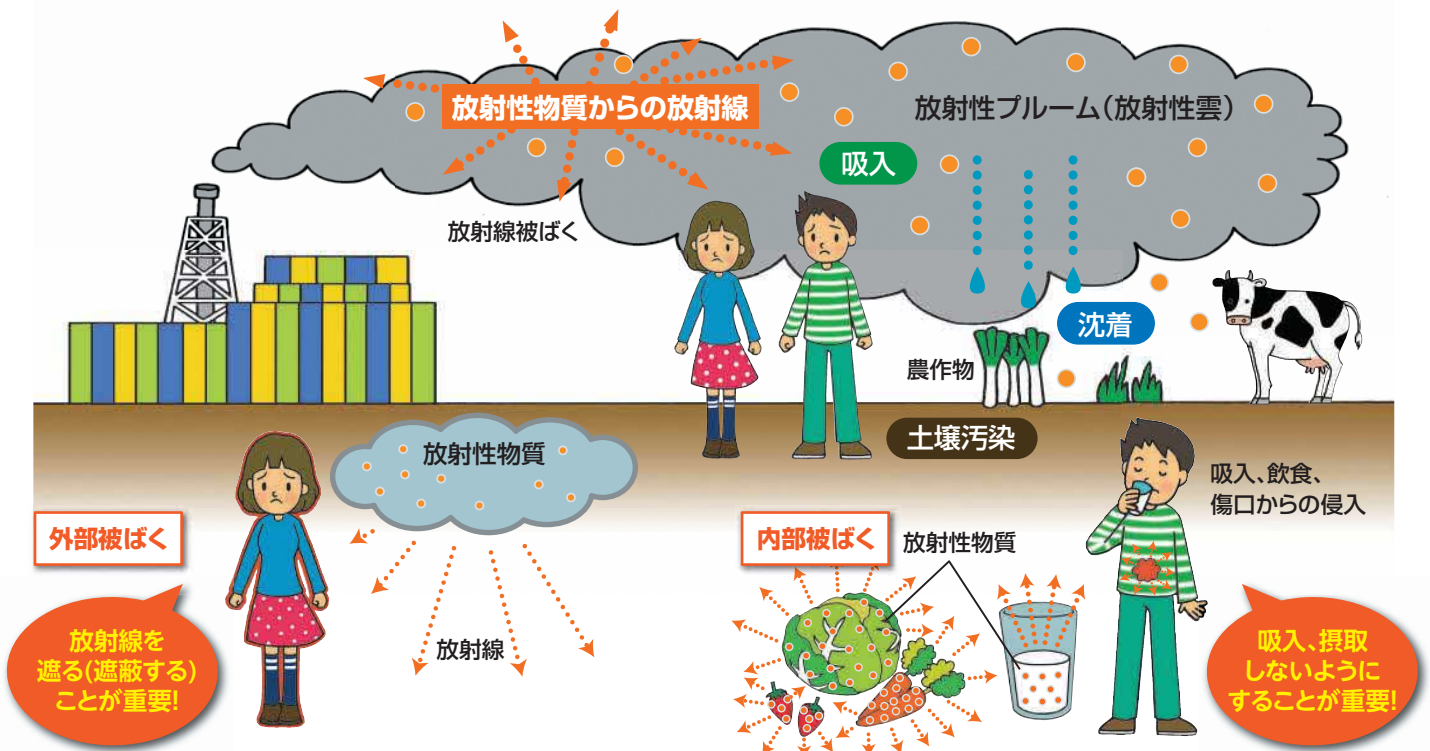 放射性物質からの放射線
放射性プルーム(放射性雲)
吸入
放射線被ばく
沈着
農作物
土壌汚染
放射性物質
外部被ばく
放射線を
遮る(遮蔽する)
ことが重要!
放射線
内部被ばく
放射性物質
吸入、飲食、
傷口からの侵入
吸入、摂取
しないように
することが重要!